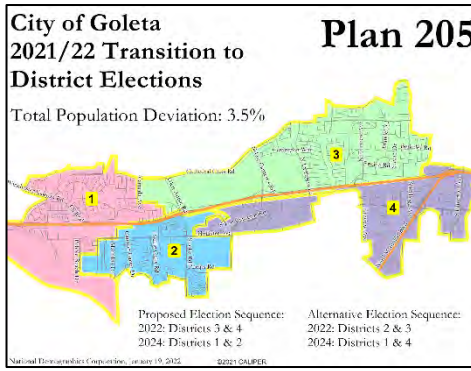 City of Goleta
2021/22 Transition to
District Elections
Plan 205
Total Population Deviation: 3.5%
3
1
4
2
Proposed Election Sequence:
2022: Districts 3 & 4
2024: Districts 1 & 2
Alternative Election Sequence:
2022: Districts 2 & 3
2024: Districts 1 & 4
National Demographics Corporation, January 19, 2022
©2021 CALIPER